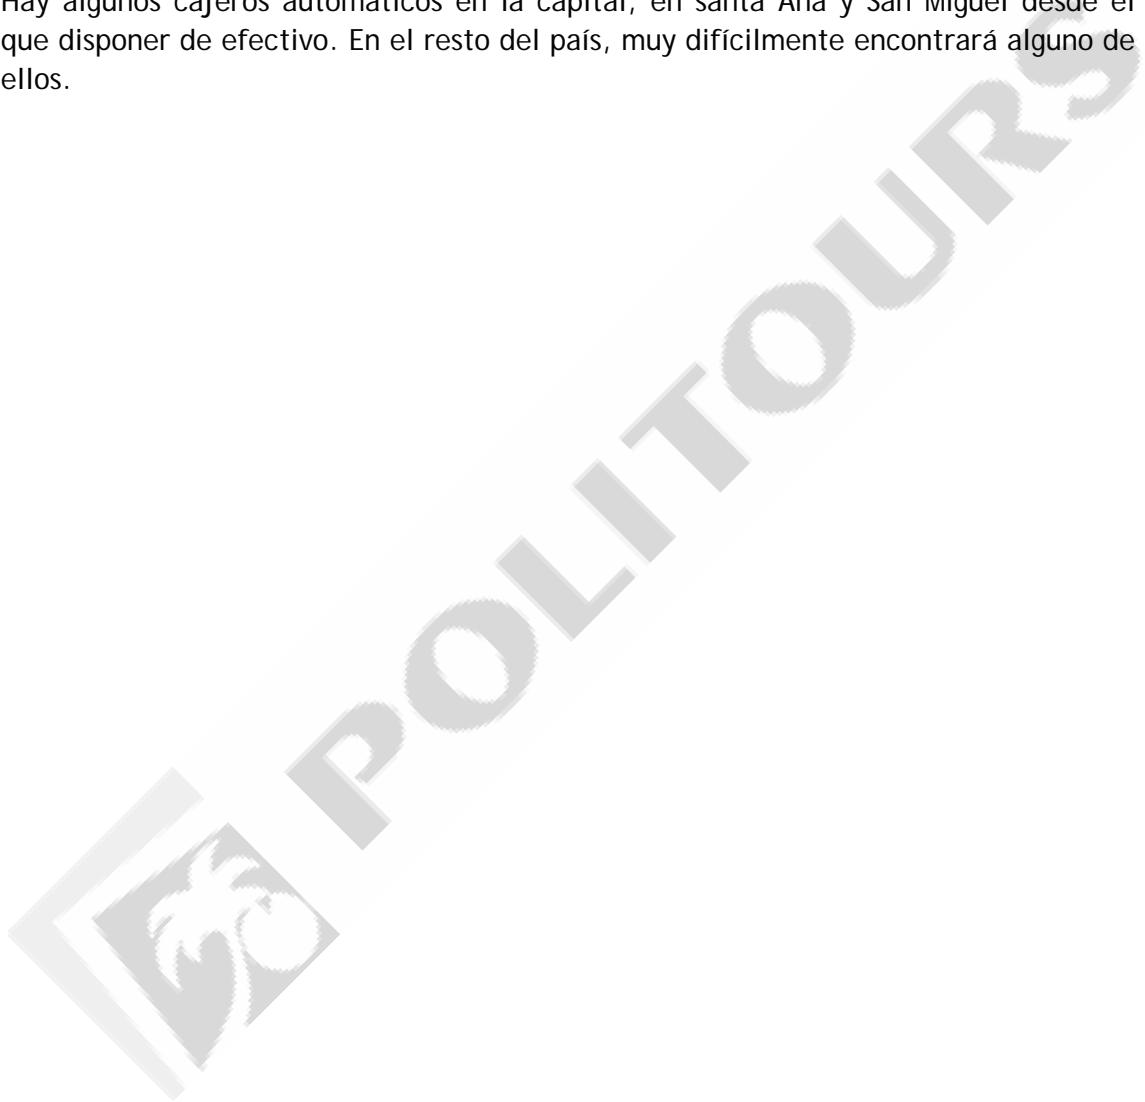 Hay algunos cajeros automáticos en la capital, en santa Ana y San Miguel desde el
que disponer de efectivo. En el resto del país, muy difícilmente encontrará alguno de
ellos.
POLITOURS